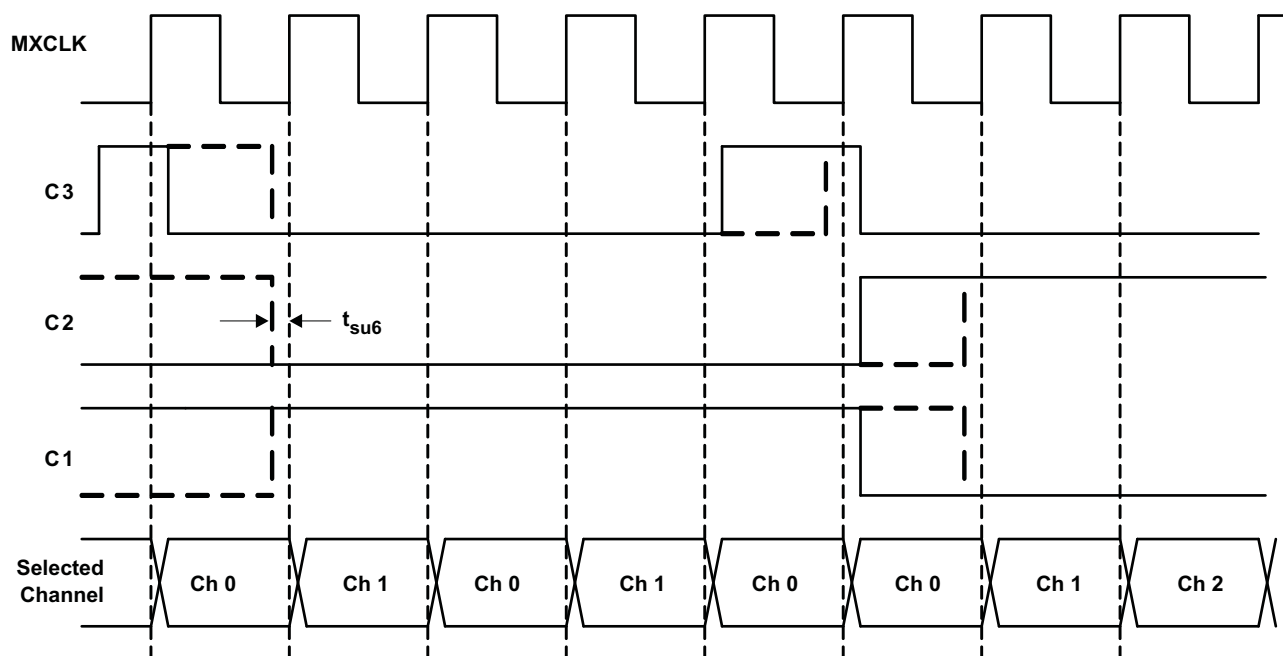 MXCLK
C3
C2
t_su6
C1
Selected
Channel
Ch 0 Ch 1 Ch 0 Ch 1 Ch 0 Ch 0 Ch 1 Ch 2